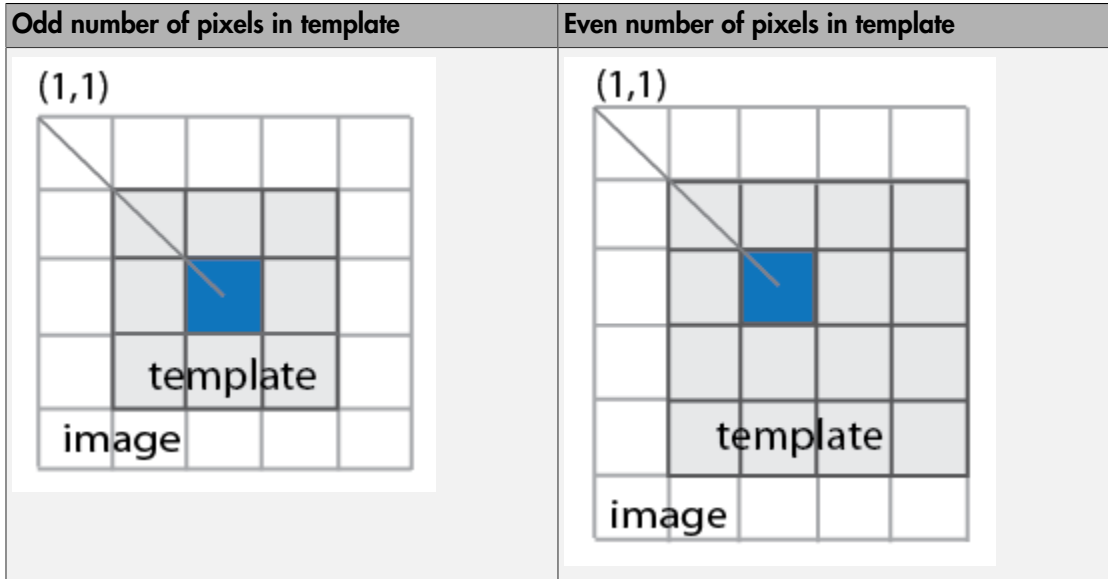 Odd number of pixels in template
Even number of pixels in template
(1,1)
template
image
(1,1)
template
image